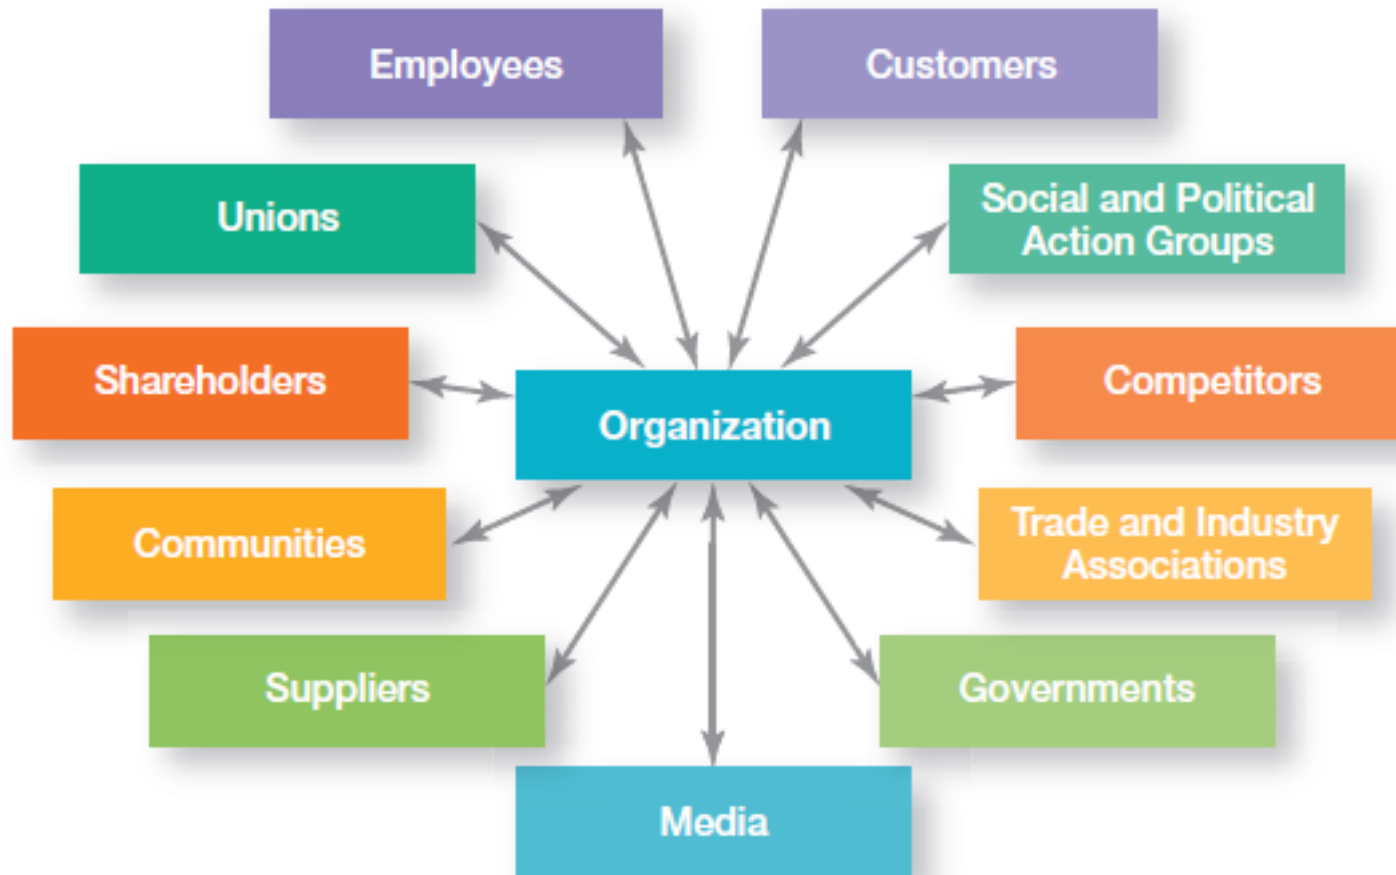 Employees
Customers
Unions
Social and Political
Action Groups
Shareholders
Competitors
Organization
Communities
Trade and Industry
Associations
Suppliers
Governments
Media